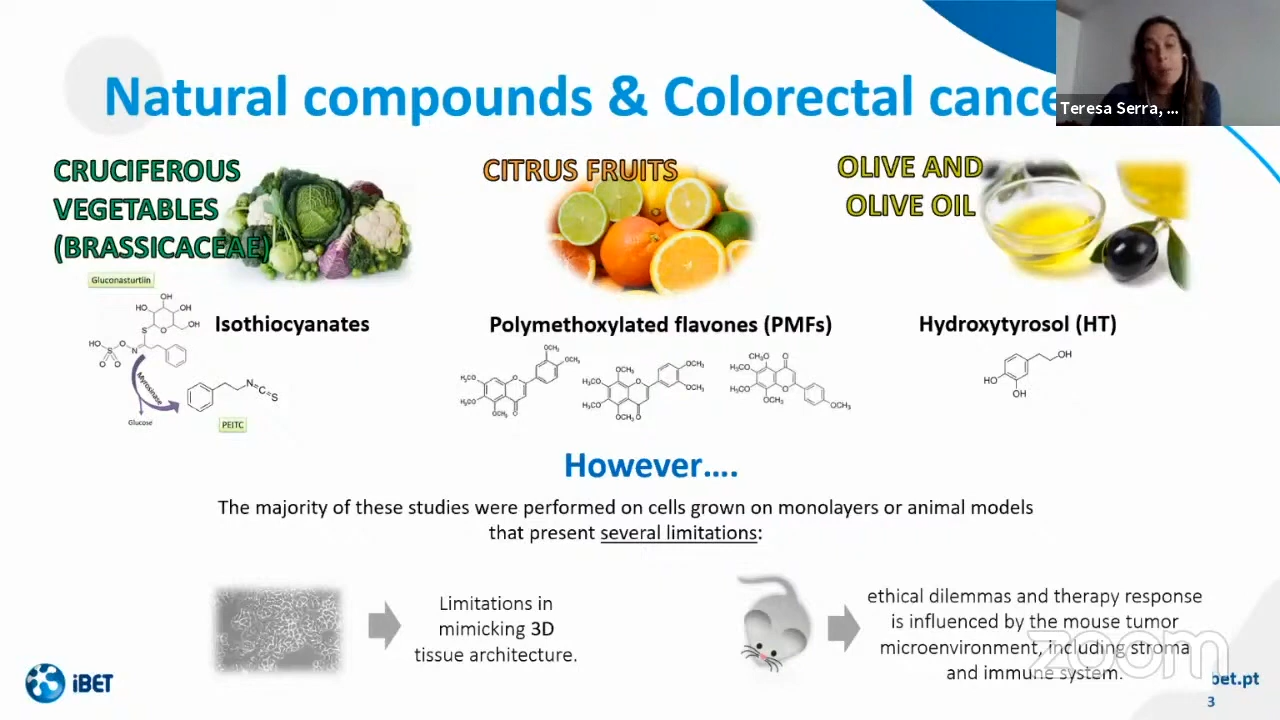 Natural compounds & Colorectal cance
Teresa Serra, ...
CRUCIFEROUS
VEGETABLES
(BRASSICACEAE)
CITRUS FRUITS
OLIVE AND
OLIVE OIL
Gluconasturtiin
Isothiocyanates
Myrosinase
Glucose
PEITC
Polymethoxylated flavones (PMFs)
Hydroxytyrosol (HT)
However....
The majority of these studies were performed on cells grown on monolayers or animal models
that present several limitations:
Limitations in
mimicking 3D
tissue architecture.
ethical dilemmas and therapy response
is influenced by the mouse tumor
microenvironment, including stroma
and immune system.
zoom
iBET
bet.pt
3